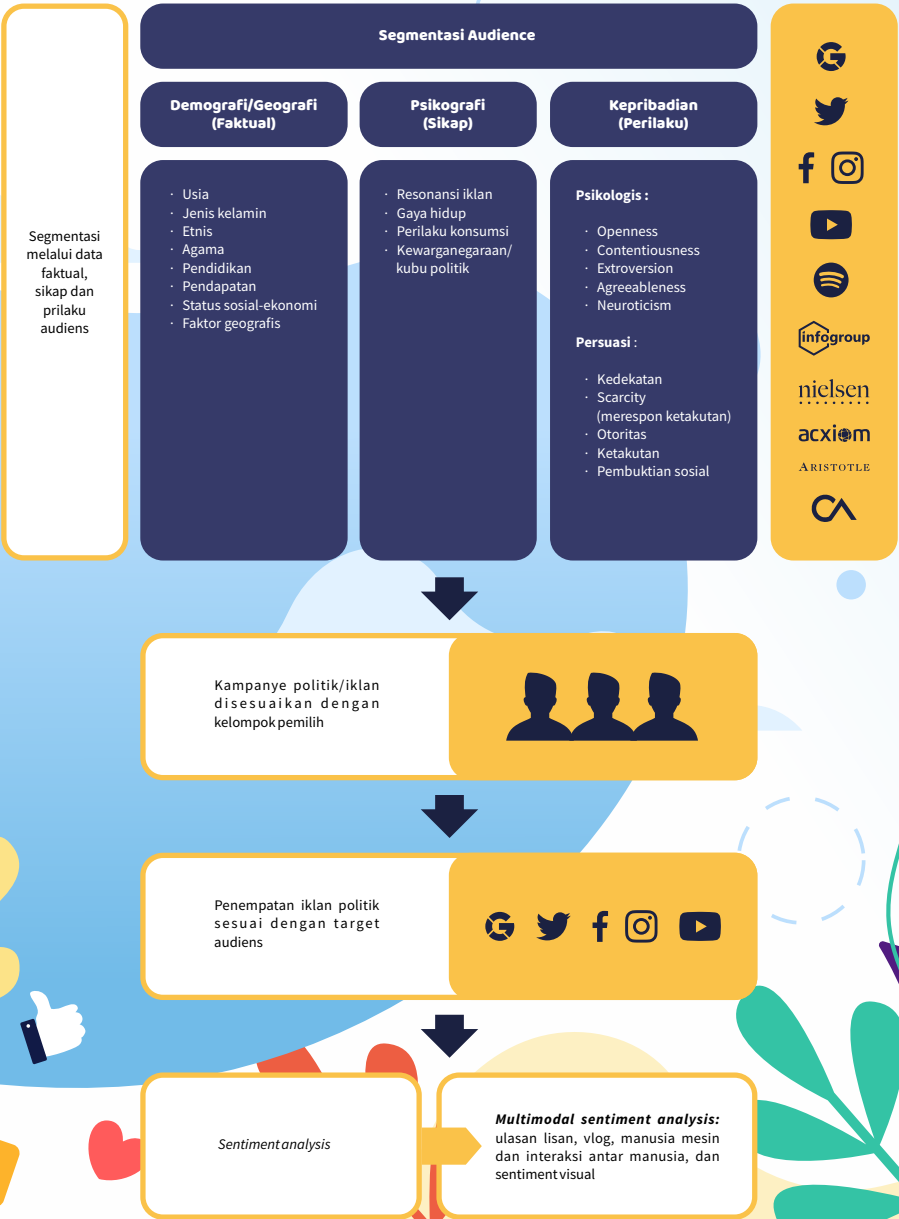 Segmentasi Audience
Demografi/Geografi
(Faktual)
Psikografi
(Sikap)
Kepribadian
(Perilaku)
Segmentasi
melalui data
faktual,
sikap dan
prilaku
audiens
· Usia
· Jenis kelamin
· Etnis
· Agama
· Pendidikan
· Pendapatan
· Status sosial-ekonomi
· Faktor geografis
· Resonansi iklan
· Gaya hidup
· Perilaku konsumsi
· Kewarganegaraan/
kubu politik
Psikologis :
· Openness
· Contentiousness
· Extroversion
· Agreeableness
· Neuroticism
Persuasi :
· Kedekatan
· Scarcity
(merespon ketakutan)
· Otoritas
· Ketakutan
· Pembuktian sosial
infogroup
nielsen
acxiom
ARISTOTLE
CA
Kampanye politik/iklan
disesuaikan dengan
kelompok pemilih
Penempatan iklan politik
sesuai dengan target
audiens
Sentiment analysis
Multimodal sentiment analysis:
ulasan lisan, vlog, manusia mesin
dan interaksi antar manusia, dan
sentiment visual